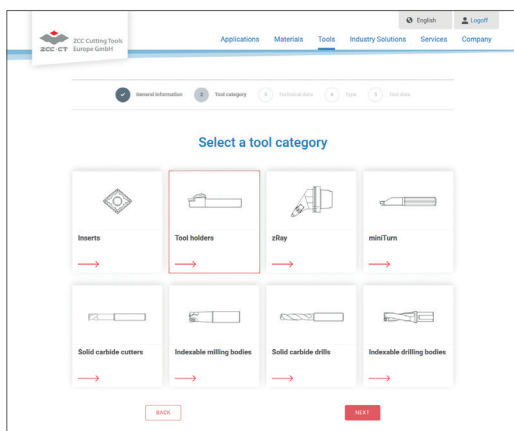 English
Logoff
ZCC Cutting Tools
Europe GmbH
ZCC-CT
Applications Materials Tools Industry Solutions Services Company
General Information 2 Tool category 3 Technical data 4 Type 5 Tool data
Select a tool category
Inserts Tool holders zRay miniTurn
Solid carbide cutters Indexable milling bodies Solid carbide drills Indexable drilling bodies
BACK NEXT